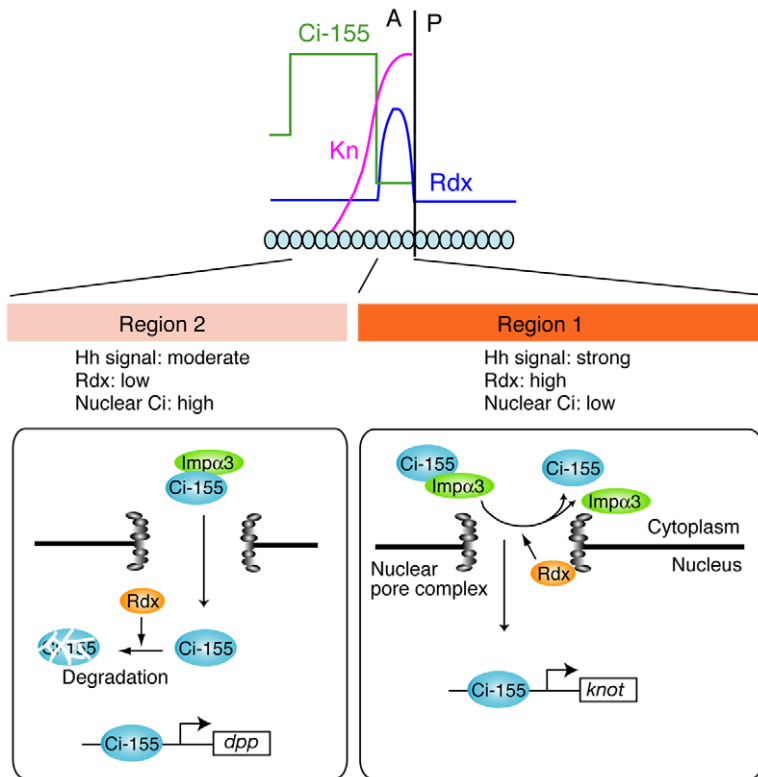 A P
Ci-155
Kn
Rdx
Region 2
Hh signal: moderate
Rdx: low
Nuclear Ci: high
Impα3
Ci-155
Rdx
Ci-155
Ci-155
Degradation
Ci-155
dpp
Region 1
Hh signal: strong
Rdx: high
Nuclear Ci: low
Ci-155
Impα3
Ci-155
Impα3
Cytoplasm
Nucleus
Nuclear
pore complex
Rdx
Ci-155
knot